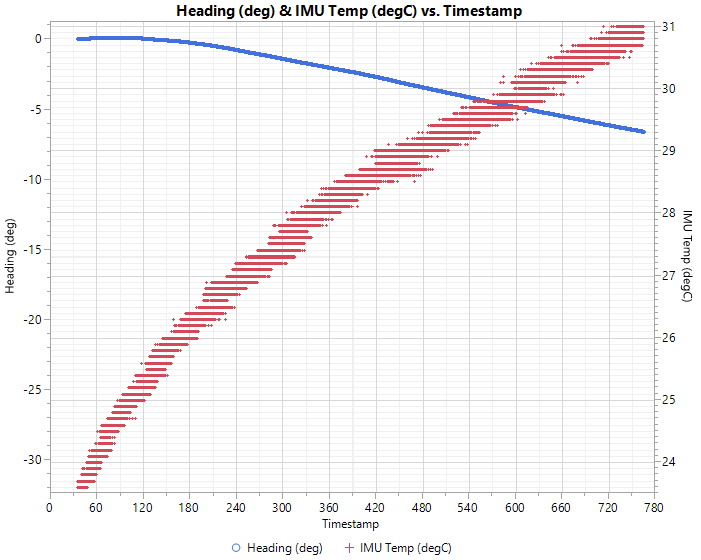 Heading (deg) & IMU Temp (degC) vs. Timestamp
0
-5
-10
-15
-20
-25
-30
Heading (deg)
31
30
29
28
27
26
25
24
IMU Temp (degC)
0 60 120 180 240 300 360 420 480 540 600 660 720 780
Timestamp
Heading (deg) IMU Temp (degC)